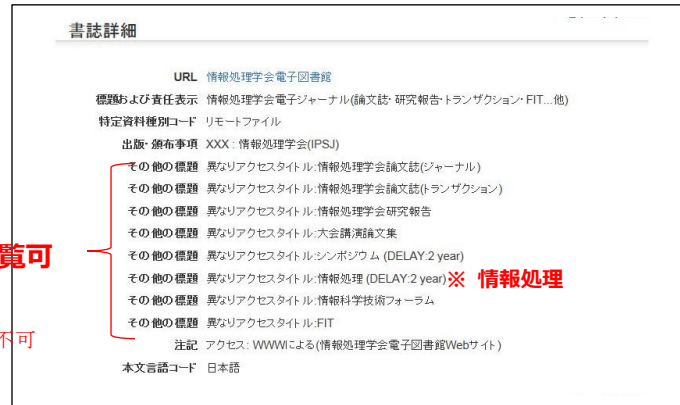 書誌詳細
URL 情報処理学会電子図書館
標題および責任表示 情報処理学会電子ジャーナル(論文誌・研究報告・トランザクション・FIT...他)
特定資料種別コード リモートファイル
出版・頒布事項 XXX : 情報処理学会(IPSJ)
その他の標題 異なりアクセスタイトル:情報処理学会論文誌(ジャーナル)
その他の標題 異なりアクセスタイトル:情報処理学会論文誌(トランザクション)
その他の標題 異なりアクセスタイトル:情報処理学会研究報告
その他の標題 異なりアクセスタイトル:大会講演論文集
覧可
その他の標題 異なりアクセスタイトル:シンポジウム (DELAY:2 year)
その他の標題 異なりアクセスタイトル:情報処理 (DELAY:2 year)※ 情報処理
その他の標題 異なりアクセスタイトル:情報科学技術フォーラム
その他の標題 異なりアクセスタイトル:FIT
不可
注記 アクセス: WWWによる(情報処理学会電子図書館Webサイト)
本文言語コード 日本語